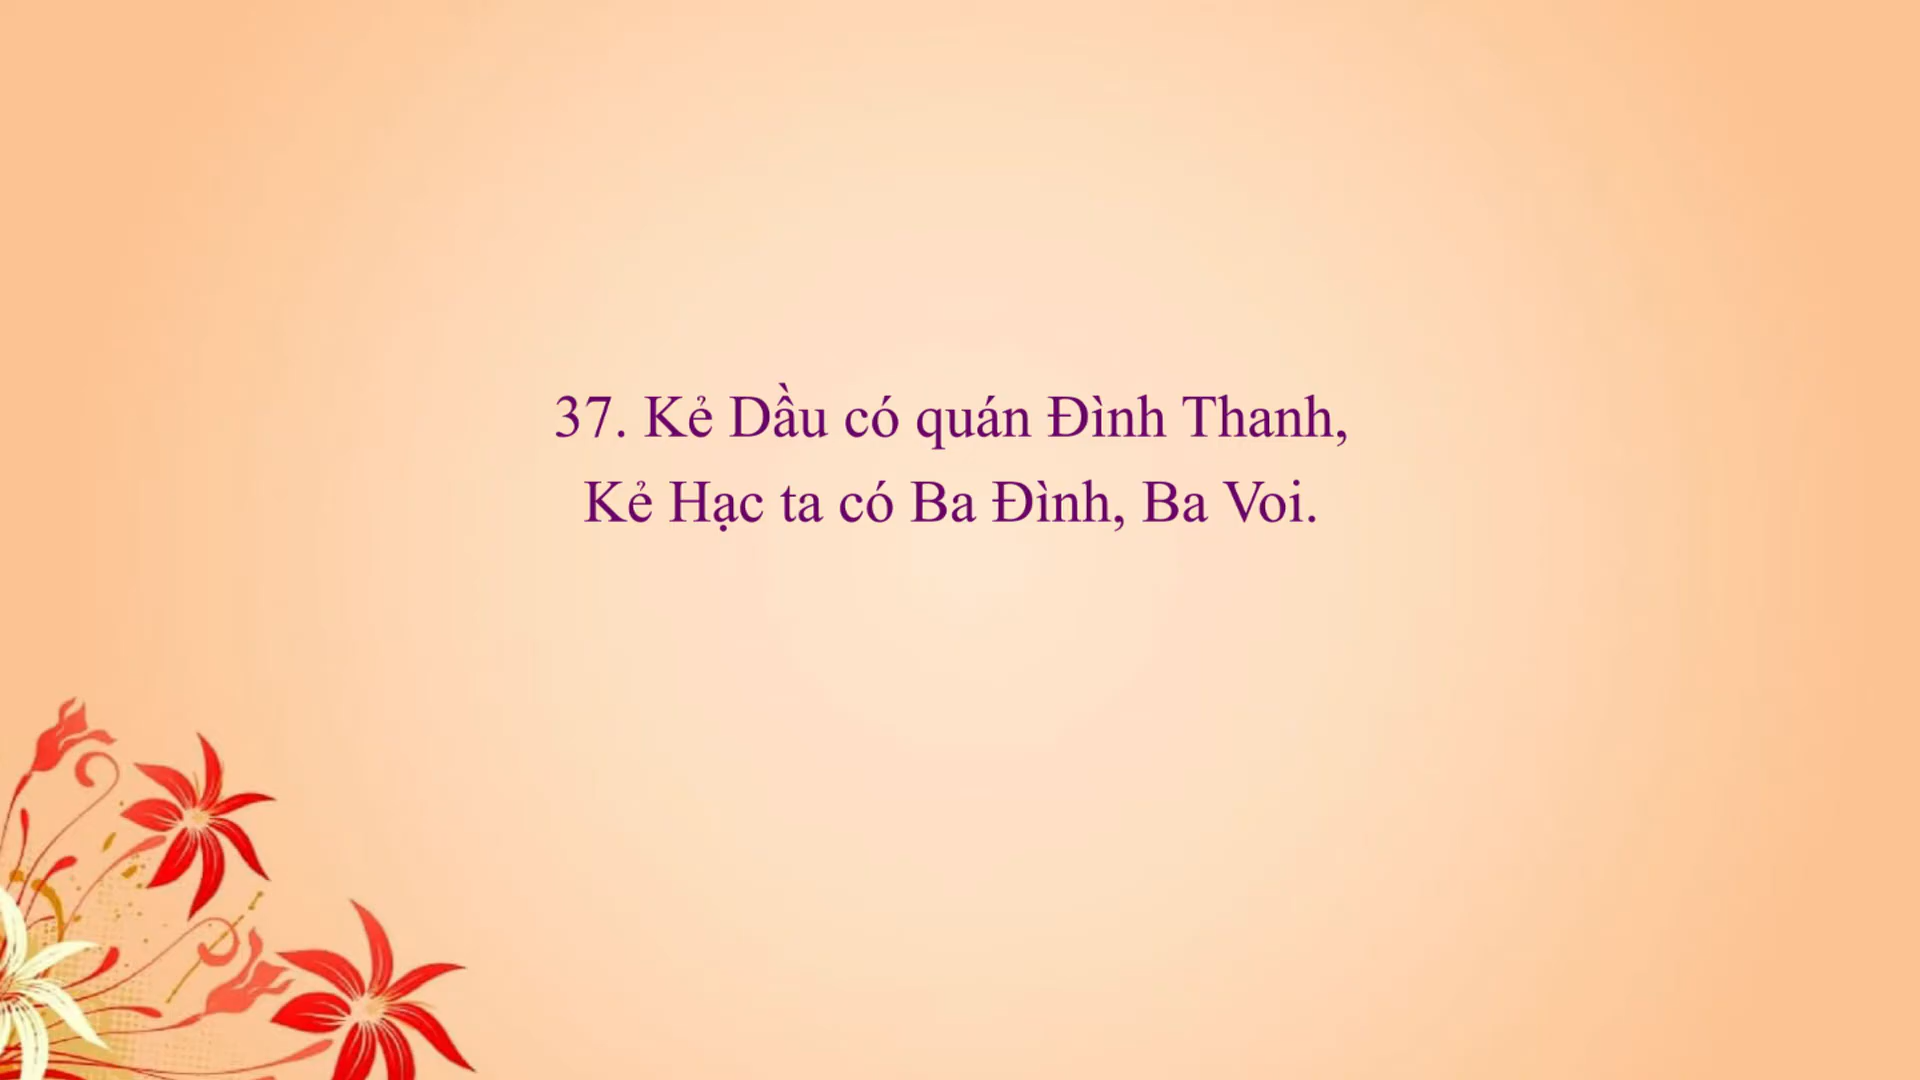 37. Kẻ Dầu có quán Đình Thanh,
Kẻ Hạc ta có Ba Đình, Ba Voi.